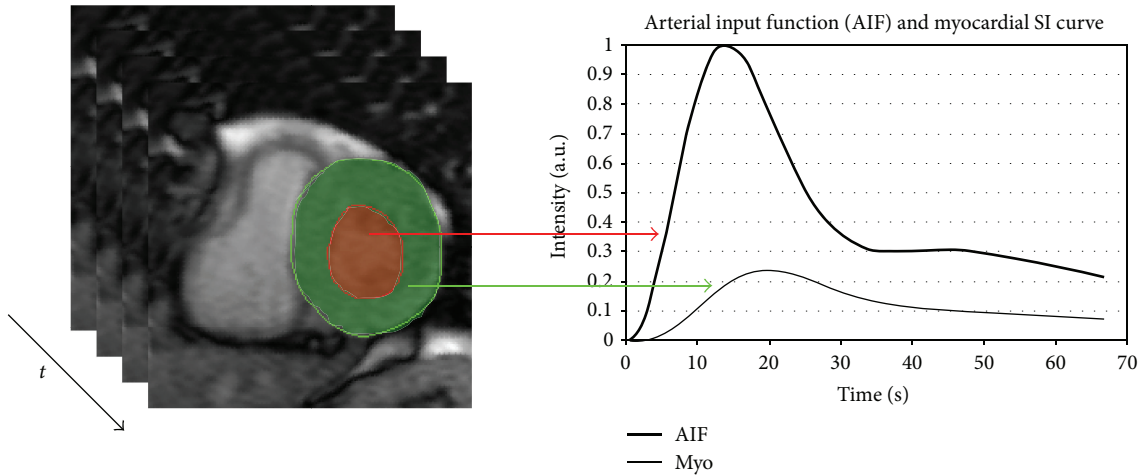 Arterial input function (AIF) and myocardial SI curve
1
0.9
0.8
0.7
0.6
0.5
0.4
0.3
0.2
0.1
0
Intensity (a.u.)
0 10 20 30 40 50 60 70
Time (s)
t
AIF
Myo